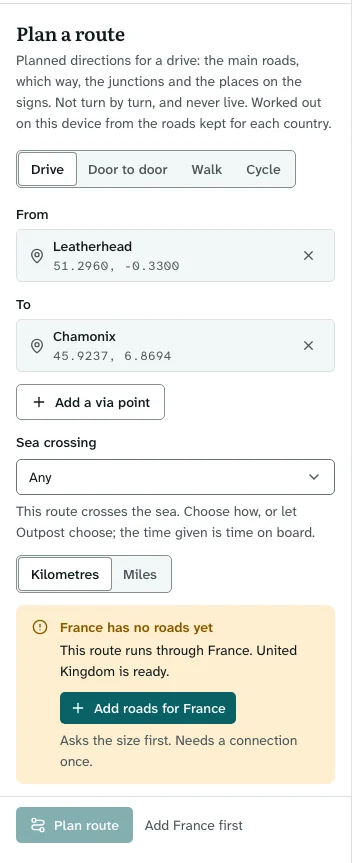 Plan a route
Planned directions for a drive: the main roads,
which way, the junctions and the places on the
signs. Not turn by turn, and never live. Worked out
on this device from the roads kept for each country.
Drive Door to door Walk Cycle
From
Leatherhead
51.2960, -0.3300
To
Chamonix
45.9237, 6.8694
+ Add a via point
Sea crossing
Any
This route crosses the sea. Choose how, or let
Outpost choose; the time given is time on board.
Kilometres Miles
France has no roads yet
This route runs through France. United
Kingdom is ready.
+ Add roads for France
Asks the size first. Needs a connection
once.
Plan route Add France first